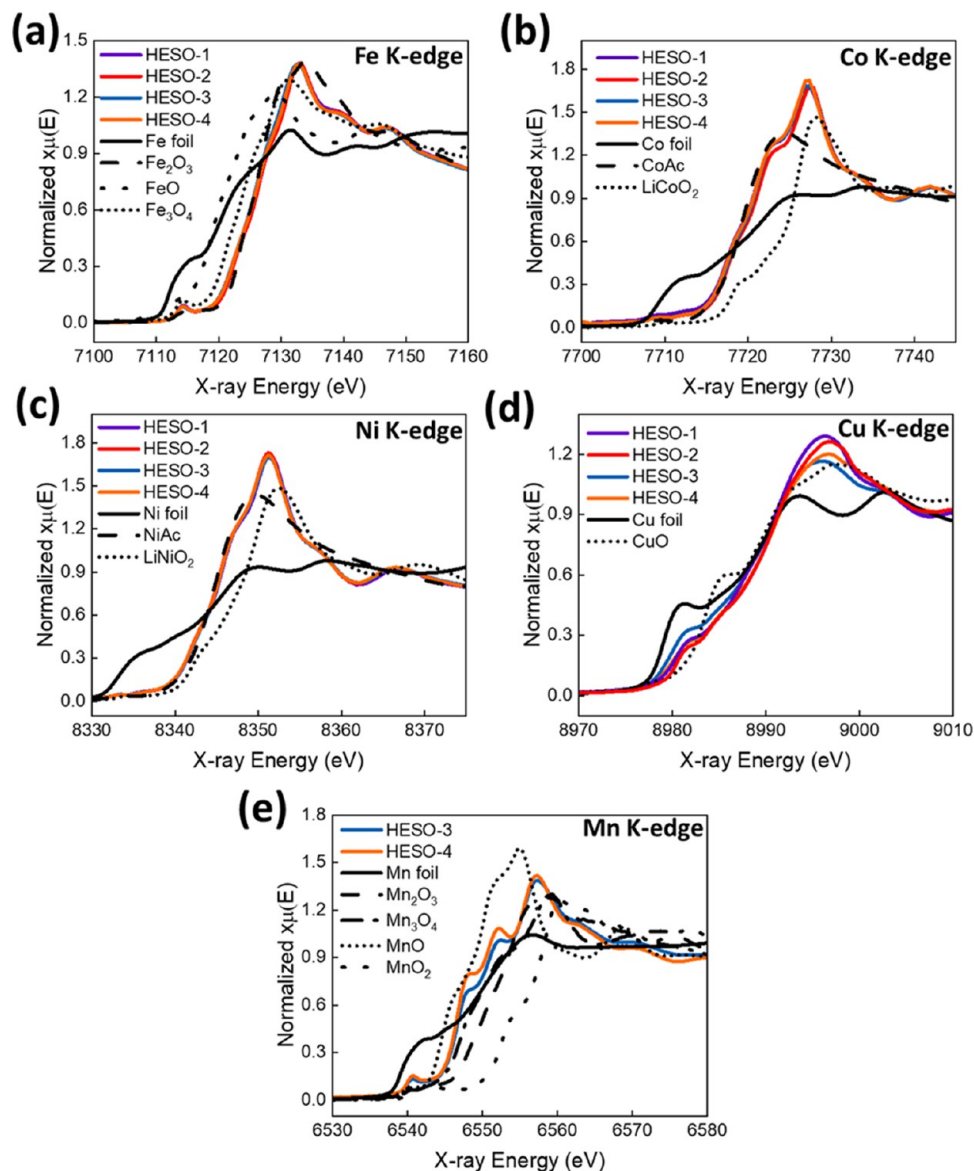 (a)
Fe K-edge
HESO-1
HESO-2
HESO-3
HESO-4
Fe foil
Fe₂O₃
FeO
Fe₃O₄
Normalized xμ(E)
1.5
1.2
0.9
0.6
0.3
0.0
7100 7110 7120 7130 7140 7150 7160
X-ray Energy (eV)
(b)
Co K-edge
HESO-1
HESO-2
HESO-3
HESO-4
Co foil
CoAc
LiCoO₂
Normalized xμ(E)
2.0
1.6
1.2
0.8
0.4
0.0
7700 7710 7720 7730 7740
X-ray Energy (eV)
(c)
Ni K-edge
HESO-1
HESO-2
HESO-3
HESO-4
Ni foil
NiAc
LiNiO₂
Normalized xμ(E)
1.8
1.5
1.2
0.9
0.6
0.3
0.0
8330 8340 8350 8360 8370
X-ray Energy (eV)
(d)
Cu K-edge
HESO-1
HESO-2
HESO-3
HESO-4
Cu foil
CuO
Normalized xμ(E)
1.2
0.9
0.6
0.3
0.0
8970 8980 8990 9000 9010
X-ray Energy (eV)
(e)
Mn K-edge
HESO-3
HESO-4
Mn foil
Mn₂O₃
Mn₃O₄
MnO
MnO₂
Normalized xμ(E)
1.8
1.5
1.2
0.9
0.6
0.3
0.0
6530 6540 6550 6560 6570 6580
X-ray Energy (eV)